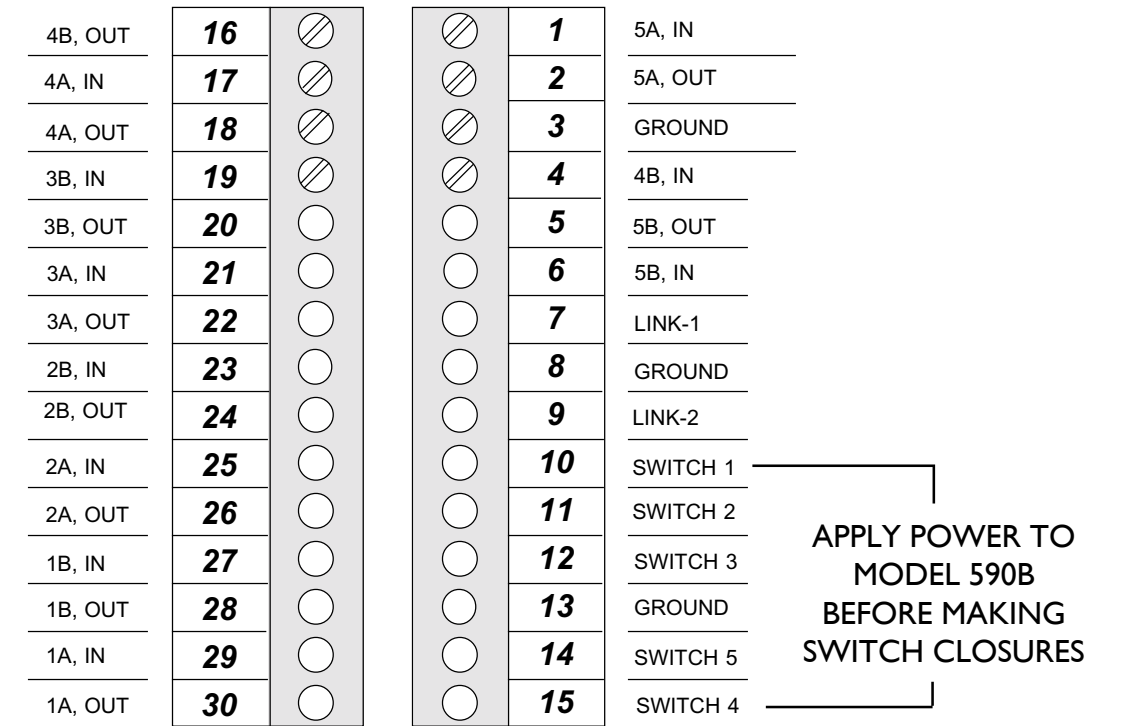 4B, OUT 16 1 5A, IN
4A, IN 17 2 5A, OUT
4A, OUT 18 3 GROUND
3B, IN 19 4 4B, IN
3B, OUT 20 5 5B, OUT
3A, IN 21 6 5B, IN
3A, OUT 22 7 LINK-1
2B, IN 23 8 GROUND
2B, OUT 24 9 LINK-2
2A, IN 25 10 SWITCH 1
2A, OUT 26 11 SWITCH 2
1B, IN 27 12 SWITCH 3
1B, OUT 28 13 GROUND
1A, IN 29 14 SWITCH 5
1A, OUT 30 15 SWITCH 4
APPLY POWER TO
MODEL 590B
BEFORE MAKING
SWITCH CLOSURES